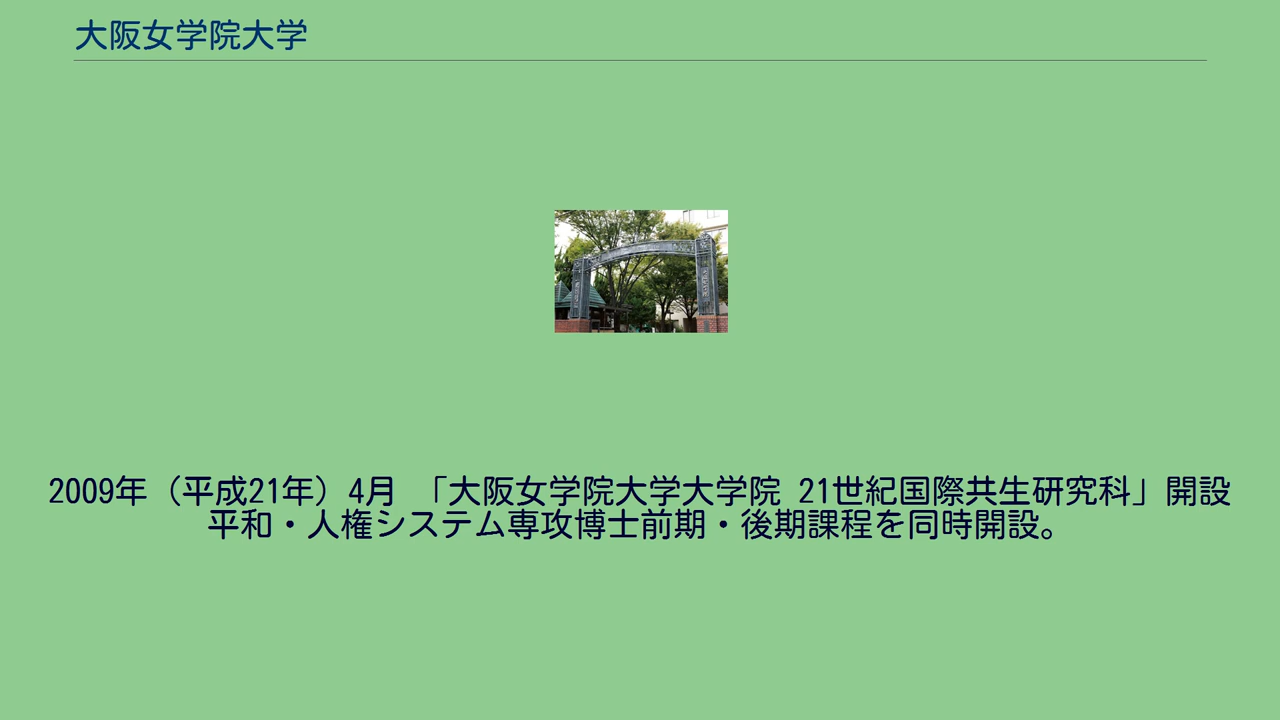 大阪女学院大学
2009年（平成21年）4月 「大阪女学院大学大学院 21世紀国際共生研究科」開設
平和・人権システム専攻博士前期・後期課程を同時開設。